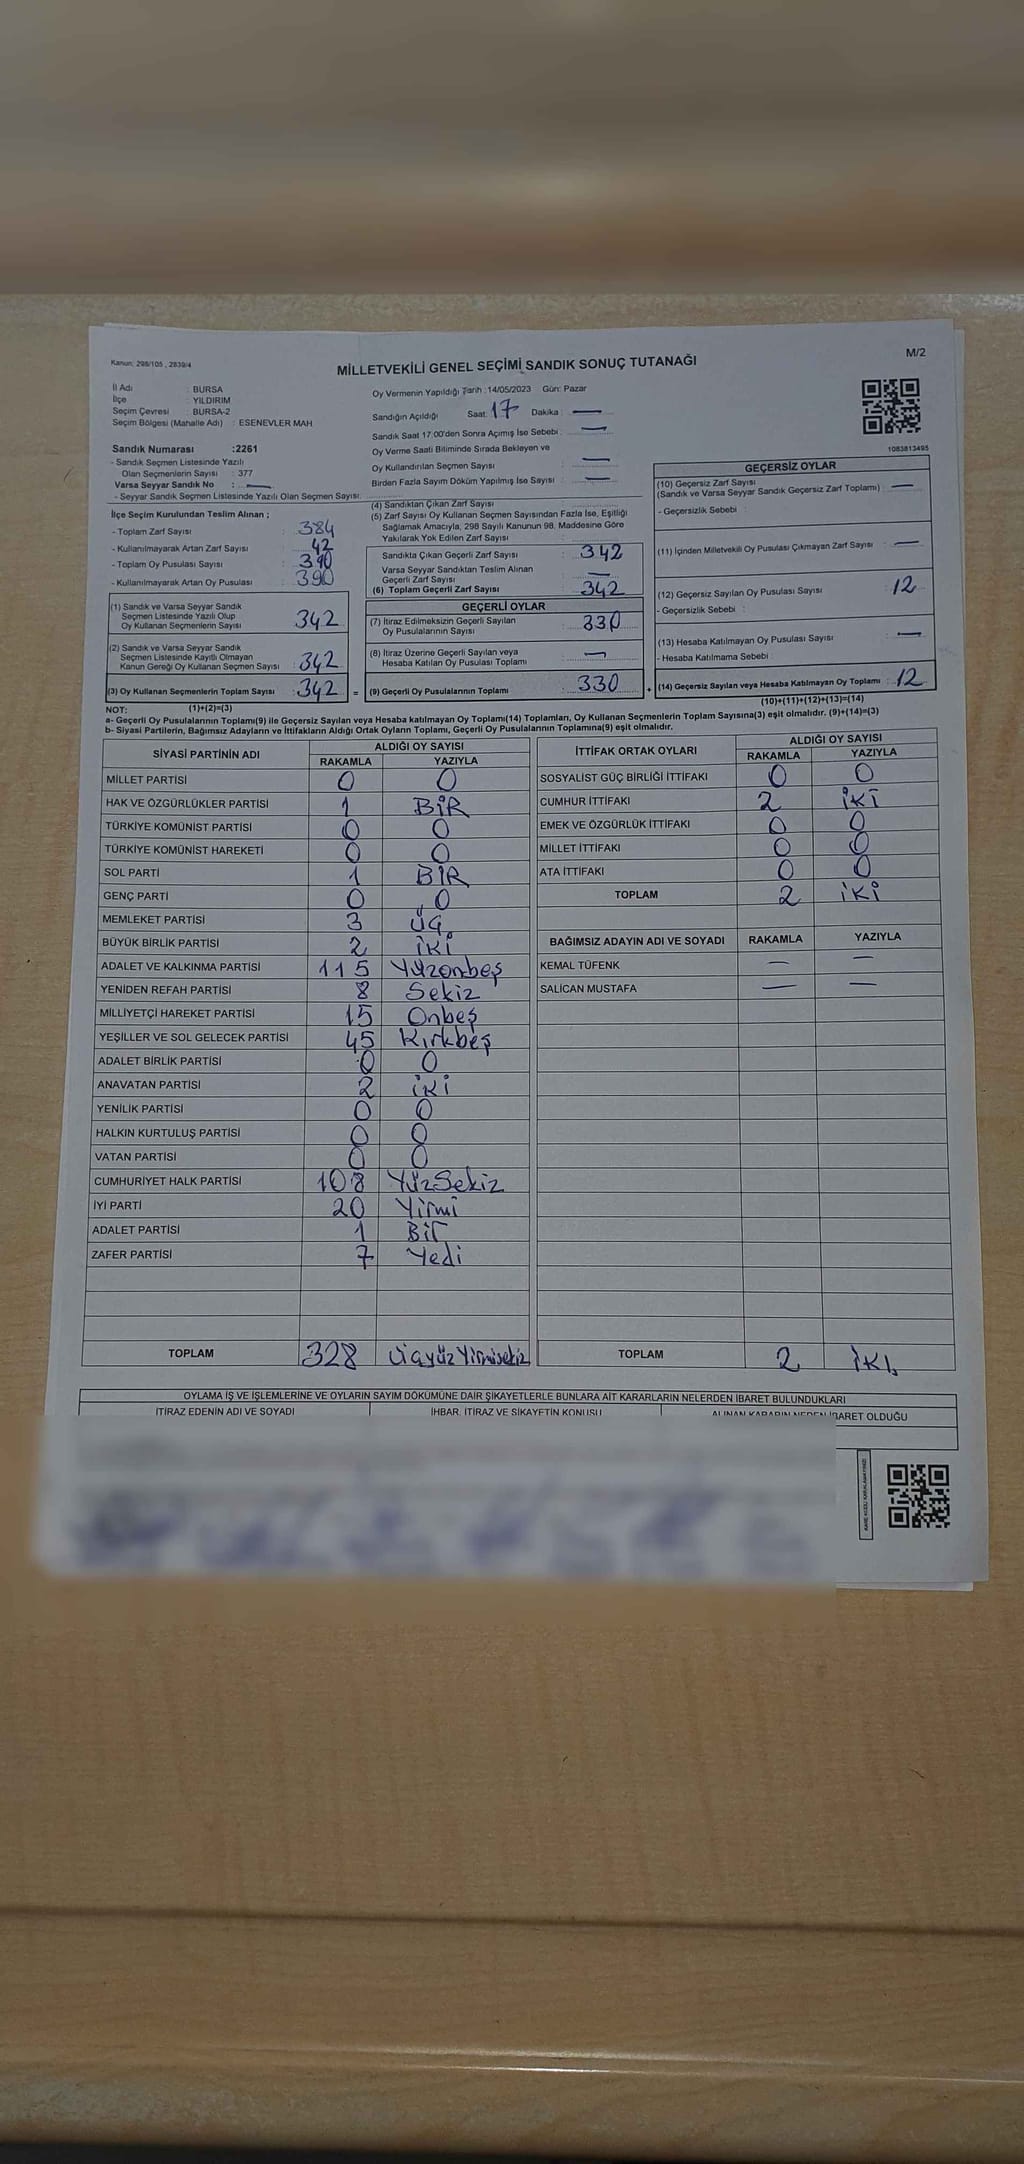 Kanun: 298/105 , 2839/4
MİLLETVEKİLİ GENEL SEÇİMİ SANDIK SONUÇ TUTANAĞI
M/2
İl Adı : BURSA
İlçe : YILDIRIM
Seçim Çevresi : BURSA-2
Seçim Bölgesi (Mahalle Adı) : ESENEVLER MAH
Sandık Numarası :2261
- Sandık Seçmen Listesinde Yazılı
Olan Seçmenlerin Sayısı : 377
Varsa Seyyar Sandık No : —
- Seyyar Sandık Seçmen Listesinde Yazılı Olan Seçmen Sayısı:
Oy Vermenin Yapıldığı Tarih :14/05/2023 Gün: Pazar
Sandığın Açıldığı Saat: 17 Dakika : —
Sandık Saat 17:00'den Sonra Açımış İse Sebebi : —
Oy Verme Saati Bitiminde Sırada Bekleyen ve
Oy Kullandırılan Seçmen Sayısı : —
Birden Fazla Sayım Döküm Yapılmış İse Sayısı : —
1083813495
İlçe Seçim Kurulundan Teslim Alınan ;
- Toplam Zarf Sayısı : 384
- Kullanılmayarak Artan Zarf Sayısı : 42
- Toplam Oy Pusulası Sayısı : 390
- Kullanılmayarak Artan Oy Pusulası : 390
(1) Sandık ve Varsa Seyyar Sandık
Seçmen Listesinde Yazılı Olup
Oy Kullanan Seçmenlerin Sayısı : 342
(2) Sandık ve Varsa Seyyar Sandık
Seçmen Listesinde Kayıtlı Olmayan
Kanun Gereği Oy Kullanan Seçmen Sayısı : 342
(3) Oy Kullanan Seçmenlerin Toplam Sayısı : 342 =
(1)+(2)=(3)
(4) Sandıktan Çıkan Zarf Sayısı :
(5) Zarf Sayısı Oy Kullanan Seçmen Sayısından Fazla İse, Eşitliği
Sağlamak Amacıyla, 298 Sayılı Kanunun 98. Maddesine Göre
Yakılarak Yok Edilen Zarf Sayısı :
Sandıkta Çıkan Geçerli Zarf Sayısı : 342
Varsa Seyyar Sandıktan Teslim Alınan
Geçerli Zarf Sayısı : —
(6) Toplam Geçerli Zarf Sayısı : 342
GEÇERLİ OYLAR
(7) İtiraz Edilmeksizin Geçerli Sayılan
Oy Pusulalarının Sayısı : 330
(8) İtiraz Üzerine Geçerli Sayılan veya
Hesaba Katılan Oy Pusulası Toplamı : —
(9) Geçerli Oy Pusulalarının Toplamı : 330 +
GEÇERSİZ OYLAR
(10) Geçersiz Zarf Sayısı
(Sandık ve Varsa Seyyar Sandık Geçersiz Zarf Toplamı) : —
- Geçersizlik Sebebi :
(11) İçinden Milletvekili Oy Pusulası Çıkmayan Zarf Sayısı : —
(12) Geçersiz Sayılan Oy Pusulası Sayısı : 12
- Geçersizlik Sebebi :
(13) Hesaba Katılmayan Oy Pusulası Sayısı : —
- Hesaba Katılmama Sebebi :
(14) Geçersiz Sayılan veya Hesaba Katılmayan Oy Toplamı : 12
(10)+(11)+(12)+(13)=(14)
NOT:
a- Geçerli Oy Pusulalarının Toplamı(9) ile Geçersiz Sayılan veya Hesaba katılmayan Oy Toplamı(14) Toplamları, Oy Kullanan Seçmenlerin Toplam Sayısına(3) eşit olmalıdır. (9)+(14)=(3)
b- Siyasi Partilerin, Bağımsız Adayların ve İttifakların Aldığı Ortak Oyların Toplamı, Geçerli Oy Pusulalarının Toplamına(9) eşit olmalıdır.
SİYASİ PARTİNİN ADI ALDIĞI OY SAYISI
RAKAMLA YAZIYLA
MİLLET PARTİSİ 0 0
HAK VE ÖZGÜRLÜKLER PARTİSİ 1 BİR
TÜRKİYE KOMÜNİST PARTİSİ 0 0
TÜRKİYE KOMÜNİST HAREKETİ 0 0
SOL PARTİ 1 BİR
GENÇ PARTİ 0 0
MEMLEKET PARTİSİ 3 ÜÇ
BÜYÜK BİRLİK PARTİSİ 2 İKİ
ADALET VE KALKINMA PARTİSİ 115 Yüzonbeş
YENİDEN REFAH PARTİSİ 8 Sekiz
MİLLİYETÇİ HAREKET PARTİSİ 15 Onbeş
YEŞİLLER VE SOL GELECEK PARTİSİ 45 Kırkbeş
ADALET BİRLİK PARTİSİ 0 0
ANAVATAN PARTİSİ 2 iki
YENİLİK PARTİSİ 0 0
HALKIN KURTULUŞ PARTİSİ 0 0
VATAN PARTİSİ 0 0
CUMHURİYET HALK PARTİSİ 108 YüzSekiz
İYİ PARTİ 20 Yirmi
ADALET PARTİSİ 1 Bir
ZAFER PARTİSİ 7 Yedi
TOPLAM 328 üçyüzYirmisekiz
İTTİFAK ORTAK OYLARI ALDIĞI OY SAYISI
RAKAMLA YAZIYLA
SOSYALİST GÜÇ BİRLİĞİ İTTİFAKI 0 0
CUMHUR İTTİFAKI 2 İKİ
EMEK VE ÖZGÜRLÜK İTTİFAKI 0 0
MİLLET İTTİFAKI 0 0
ATA İTTİFAKI 0 0
TOPLAM 2 İKİ
BAĞIMSIZ ADAYIN ADI VE SOYADI RAKAMLA YAZIYLA
KEMAL TÜFENK — —
SALİCAN MUSTAFA — —
TOPLAM 2 İKİ
OYLAMA İŞ VE İŞLEMLERİNE VE OYLARIN SAYIM DÖKÜMÜNE DAİR ŞİKAYETLERLE BUNLARA AİT KARARLARIN NELERDEN İBARET BULUNDUKLARI
İTİRAZ EDENİN ADI VE SOYADI İHBAR, İTİRAZ VE ŞİKAYETİN KONUSU ALINAN KARARIN NEDEN İBARET OLDUĞU
KARE KODU KARALAMAYINIZ!